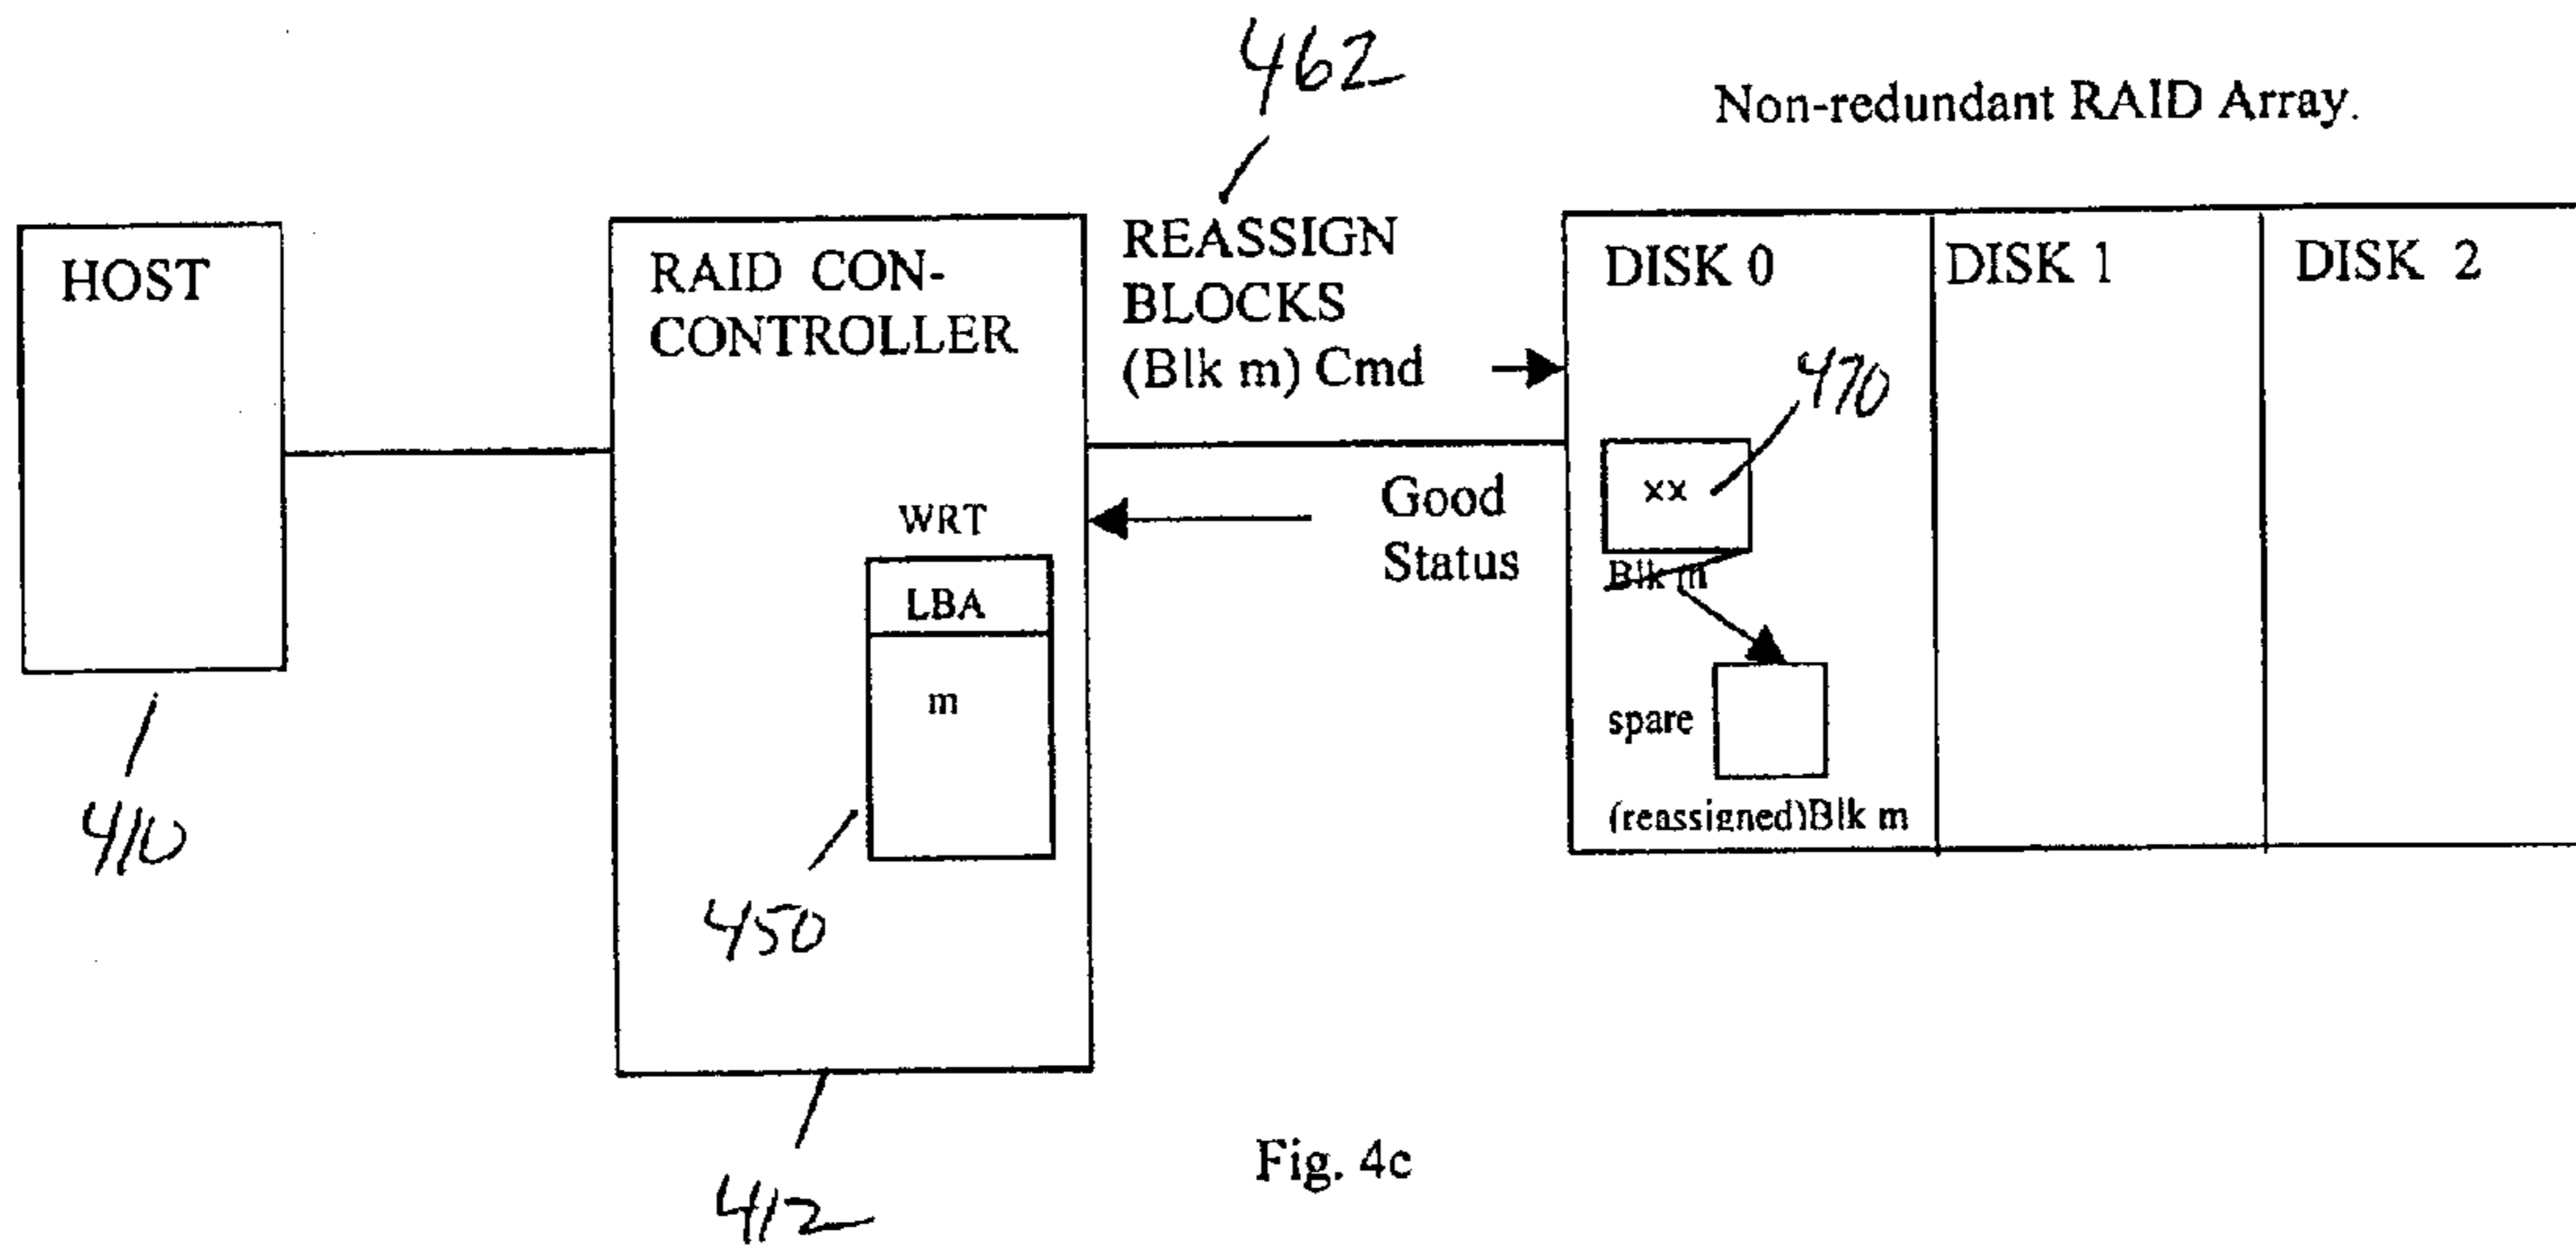 462
Non-redundant RAID Array.
HOST
RAID CON-
CONTROLLER
REASSIGN
BLOCKS
(Blk m) Cmd
DISK 0
DISK 1
DISK 2
470
xx
WRT
Good
Status
Blk m
LBA
m
spare
(reassigned)Blk m
410
450
412
Fig. 4c